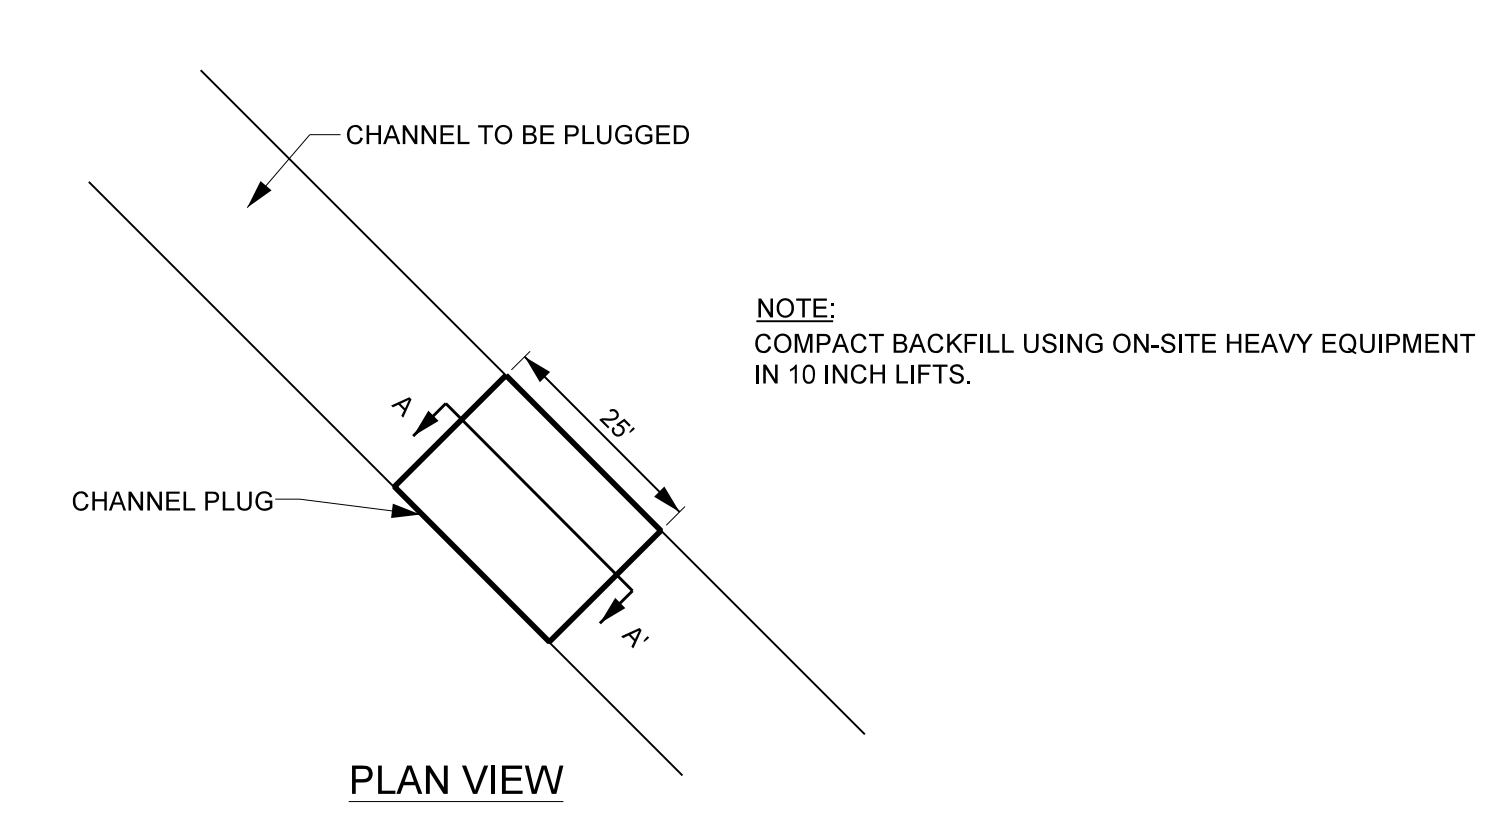 CHANNEL TO BE PLUGGED
NOTE:
COMPACT BACKFILL USING ON-SITE HEAVY EQUIPMENT
IN 10 INCH LIFTS.
A
25'
CHANNEL PLUG
A'
PLAN VIEW